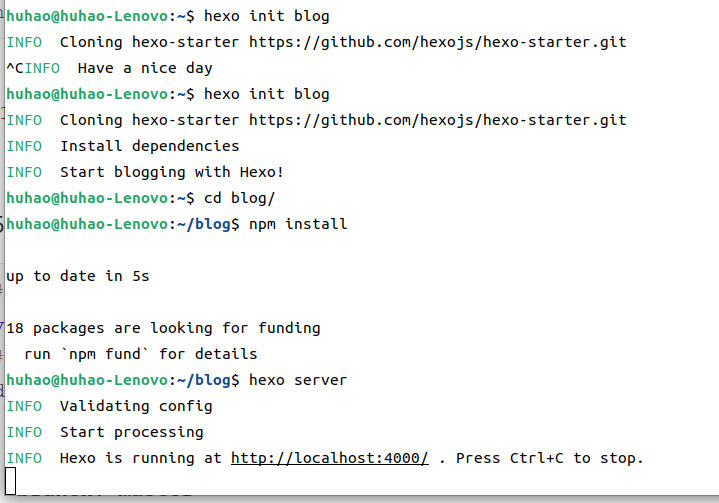 huhao@huhao-Lenovo:~$ hexo init blog
INFO  Cloning hexo-starter https://github.com/hexojs/hexo-starter.git
^CINFO  Have a nice day
huhao@huhao-Lenovo:~$ hexo init blog
INFO  Cloning hexo-starter https://github.com/hexojs/hexo-starter.git
INFO  Install dependencies
INFO  Start blogging with Hexo!
huhao@huhao-Lenovo:~$ cd blog/
huhao@huhao-Lenovo:~/blog$ npm install
up to date in 5s
18 packages are looking for funding
  run `npm fund` for details
huhao@huhao-Lenovo:~/blog$ hexo server
INFO  Validating config
INFO  Start processing
INFO  Hexo is running at http://localhost:4000/ . Press Ctrl+C to stop.